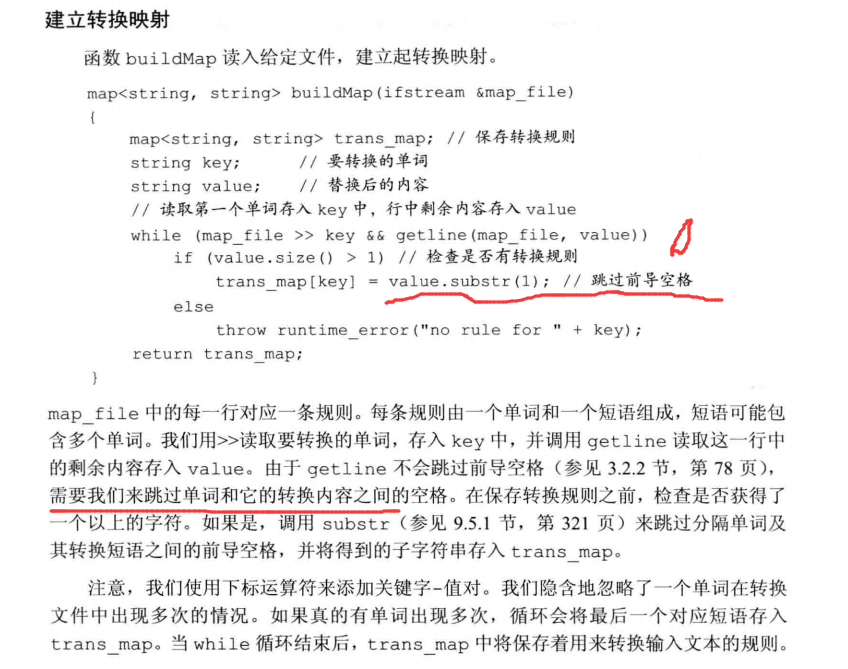 建立转换映射
函数 buildMap 读入给定文件，建立起转换映射。
map<string, string> buildMap(ifstream &map_file)
{
    map<string, string> trans_map; // 保存转换规则
    string key;      // 要转换的单词
    string value;    // 替换后的内容
    // 读取第一个单词存入 key 中，行中剩余内容存入 value
    while (map_file >> key && getline(map_file, value))
        if (value.size() > 1) // 检查是否有转换规则
            trans_map[key] = value.substr(1); // 跳过前导空格
        else
            throw runtime_error("no rule for " + key);
    return trans_map;
}
map_file 中的每一行对应一条规则。每条规则由一个单词和一个短语组成，短语可能包
含多个单词。我们用>>读取要转换的单词，存入 key 中，并调用 getline 读取这一行中
的剩余内容存入 value。由于 getline 不会跳过前导空格（参见 3.2.2 节，第 78 页），
需要我们来跳过单词和它的转换内容之间的空格。在保存转换规则之前，检查是否获得了
一个以上的字符。如果是，调用 substr（参见 9.5.1 节，第 321 页）来跳过分隔单词及
其转换短语之间的前导空格，并将得到的子字符串存入 trans_map。
注意，我们使用下标运算符来添加关键字-值对。我们隐含地忽略了一个单词在转换
文件中出现多次的情况。如果真的有单词出现多次，循环会将最后一个对应短语存入
trans_map。当 while 循环结束后，trans_map 中将保存着用来转换输入文本的规则。